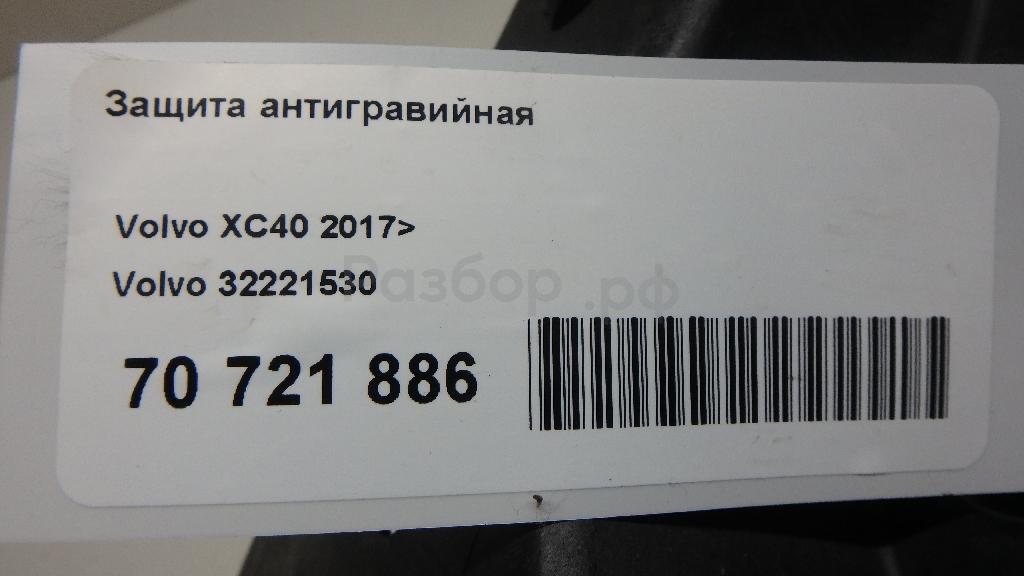 Защита антигравийная
Volvo XC40 2017>
Volvo 32221530
Разбор.рф
70 721 886